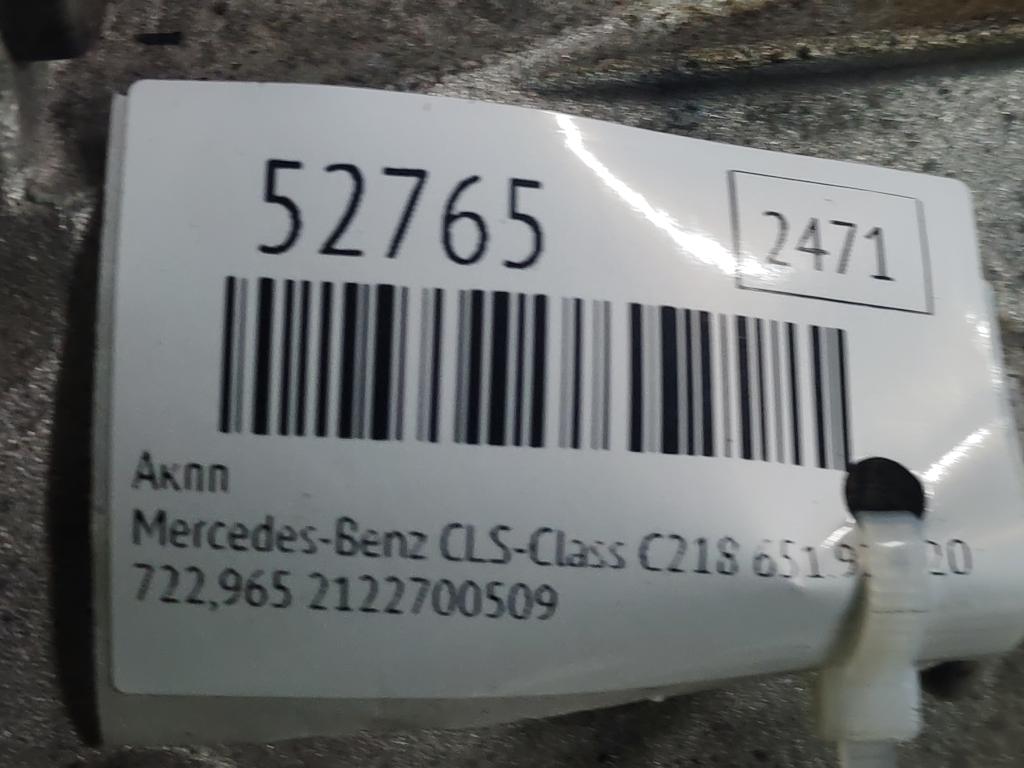 52765
2471
Акпп
Mercedes-Benz CLS-Class C218
722,965 2122700509